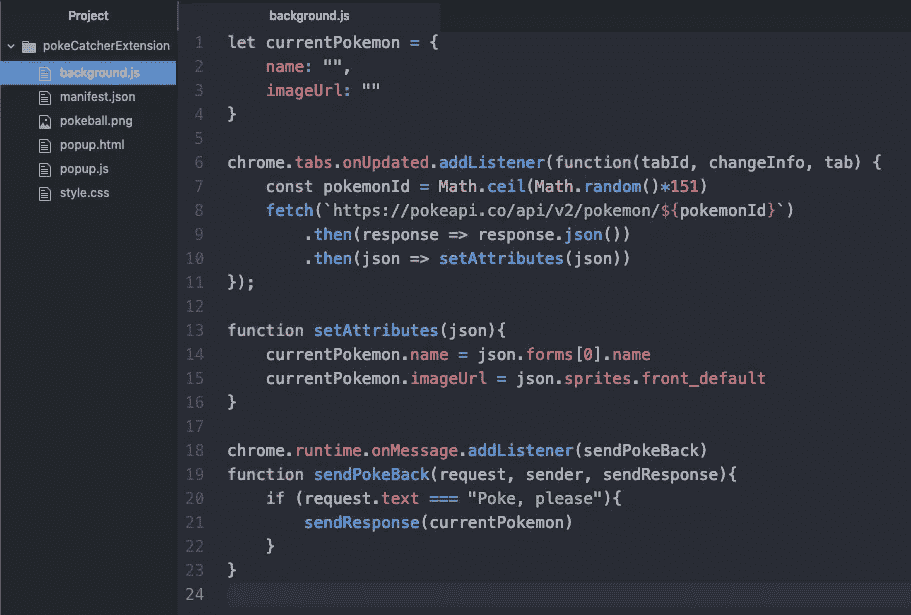 Project
pokeCatcherExtension
background.js
manifest.json
pokeball.png
popup.html
popup.js
style.css
background.js
1 let currentPokemon = {
2     name: "",
3     imageUrl: ""
4 }
5
6 chrome.tabs.onUpdated.addListener(function(tabId, changeInfo, tab) {
7     const pokemonId = Math.ceil(Math.random()*151)
8     fetch(`https://pokeapi.co/api/v2/pokemon/${pokemonId}`)
9         .then(response => response.json())
10         .then(json => setAttributes(json))
11 });
12
13 function setAttributes(json){
14     currentPokemon.name = json.forms[0].name
15     currentPokemon.imageUrl = json.sprites.front_default
16 }
17
18 chrome.runtime.onMessage.addListener(sendPokeBack)
19 function sendPokeBack(request, sender, sendResponse){
20     if (request.text === "Poke, please"){
21         sendResponse(currentPokemon)
22     }
23 }
24